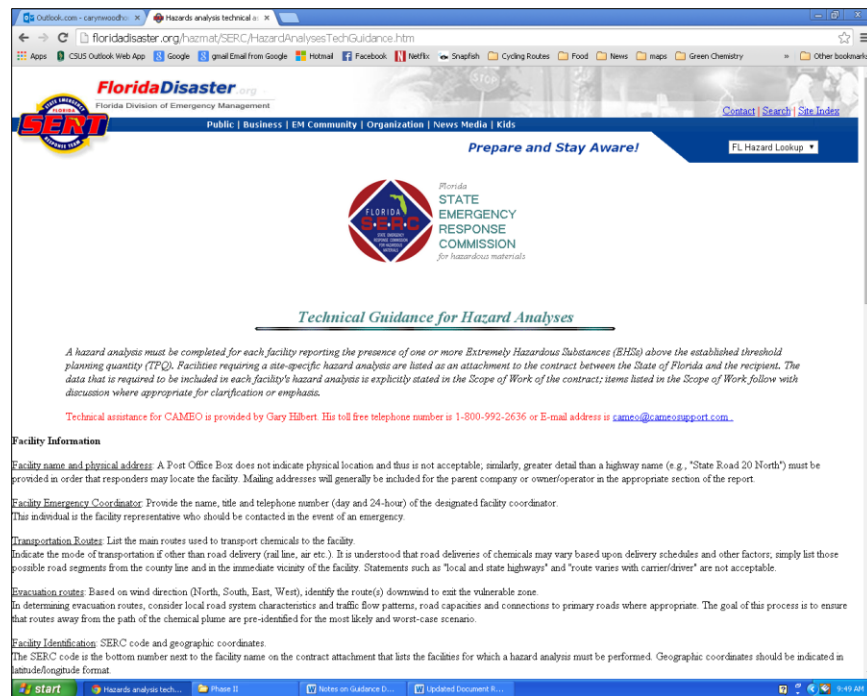 Outlook.com - carynwoodho
Hazards analysis technical a
floridadisaster.org/hazmat/SERC/HazardAnalysesTechGuidance.htm
Apps CSUS Outlook Web App Google gmail Email from Google Hotmail Facebook Netflix Snapfish Cycling Routes Food News maps Green Chemistry » Other bookmarks
FloridaDisaster.org
Florida Division of Emergency Management
STATE EMERGENCY
FLORIDA
SERT
RESPONSE TEAM
STOP
Contact | Search | Site Index
Public | Business | EM Community | Organization | News Media | Kids
Prepare and Stay Aware!
FL Hazard Lookup
FLORIDA
S.E.R.C
STATE EMERGENCY
RESPONSE COMMISSION
FOR HAZARDOUS
MATERIALS
Florida
STATE
EMERGENCY
RESPONSE
COMMISSION
for hazardous materials
Technical Guidance for Hazard Analyses
A hazard analysis must be completed for each facility reporting the presence of one or more Extremely Hazardous Substances (EHSs) above the established threshold
planning quantity (TPQ). Facilities requiring a site-specific hazard analysis are listed as an attachment to the contract between the State of Florida and the recipient. The
data that is required to be included in each facility's hazard analysis is explicitly stated in the Scope of Work of the contract; items listed in the Scope of Work follow with
discussion where appropriate for clarification or emphasis.
Technical assistance for CAMEO is provided by Gary Hilbert. His toll free telephone number is 1-800-992-2636 or E-mail address is cameo@cameosupport.com .
Facility Information
Facility name and physical address: A Post Office Box does not indicate physical location and thus is not acceptable; similarly, greater detail than a highway name (e.g., "State Road 20 North") must be
provided in order that responders may locate the facility. Mailing addresses will generally be included for the parent company or owner/operator in the appropriate section of the report.
Facility Emergency Coordinator: Provide the name, title and telephone number (day and 24-hour) of the designated facility coordinator.
This individual is the facility representative who should be contacted in the event of an emergency.
Transportation Routes: List the main routes used to transport chemicals to the facility.
Indicate the mode of transportation if other than road delivery (rail line, air etc.). It is understood that road deliveries of chemicals may vary based upon delivery schedules and other factors; simply list those
possible road segments from the county line and in the immediate vicinity of the facility. Statements such as "local and state highways" and "route varies with carrier/driver" are not acceptable.
Evacuation routes: Based on wind direction (North, South, East, West), identify the route(s) downwind to exit the vulnerable zone.
In determining evacuation routes, consider local road system characteristics and traffic flow patterns, road capacities and connections to primary roads where appropriate. The goal of this process is to ensure
that routes away from the path of the chemical plume are pre-identified for the most likely and worst-case scenario.
Facility Identification: SERC code and geographic coordinates.
The SERC code is the bottom number next to the facility name on the contract attachment that lists the facilities for which a hazard analysis must be performed. Geographic coordinates should be indicated in
latitude/longitude format.
start Hazards analysis tech... Phase II Notes on Guidance D... Updated Document R... 9:49 AM